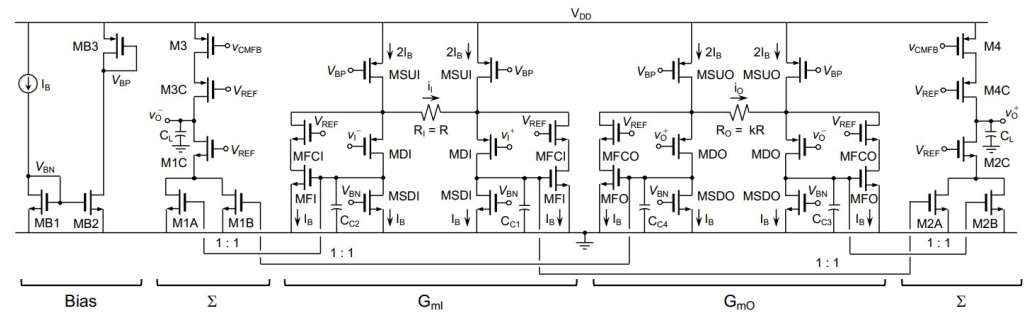 V_DD
MB3
V_BP
I_B
V_BN
MB1
MB2
M3
v_CMFB
M3C
V_REF
v_O^-
C_L
M1C
V_REF
M1A
M1B
1 : 1
1 : 1
2I_B
2I_B
V_BP
MSUI
MSUI
V_BP
i_I
R_I = R
V_REF
MFCI
v_I^-
MDI
MDI
v_I^+
V_REF
MFCI
MFI
V_BN
MSDI
MSDI
V_BN
MFI
I_B
C_C2
I_B
I_B
C_C1
I_B
2I_B
2I_B
V_BP
MSUO
MSUO
V_BP
i_O
R_O = kR
V_REF
MFCO
v_O^+
MDO
MDO
v_O^-
V_REF
MFCO
MFO
V_BN
MSDO
MSDO
V_BN
MFO
I_B
C_C4
I_B
I_B
C_C3
I_B
v_CMFB
M4
V_REF
M4C
v_O^+
C_L
V_REF
M2C
M2A
M2B
1 : 1
1 : 1
Bias
Σ
G_mI
G_mO
Σ